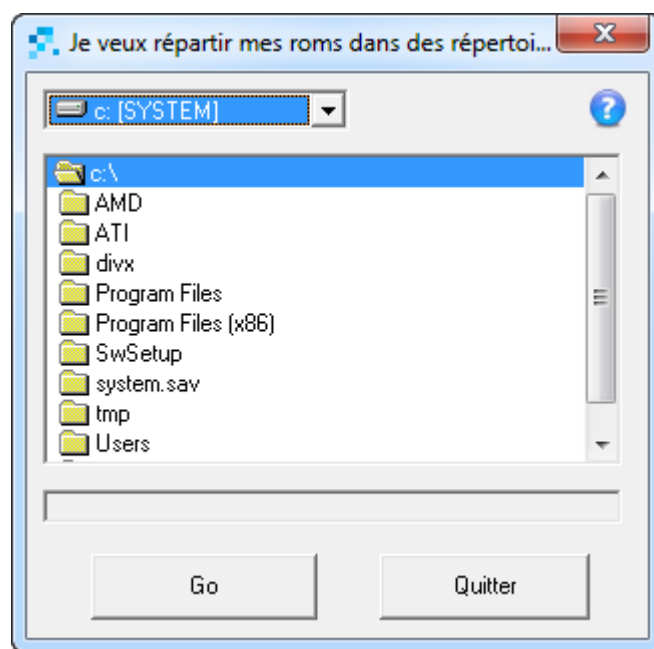 Je veux répartir mes roms dans des répertoi...
c: [SYSTEM]
c:\
AMD
ATI
divx
Program Files
Program Files (x86)
SwSetup
system.sav
tmp
Users
Go
Quitter